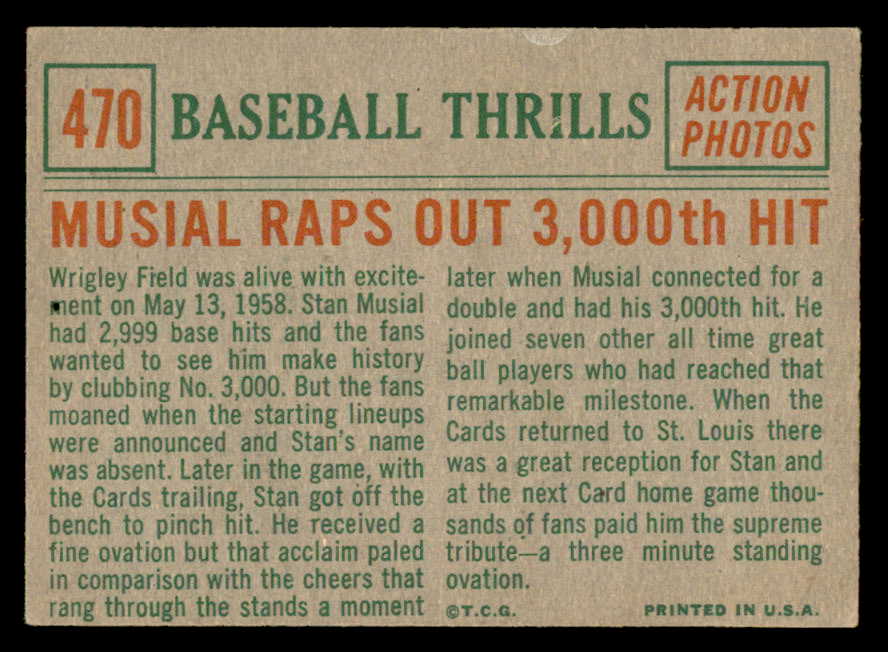 470
BASEBALL THRILLS
ACTION
PHOTOS
MUSIAL RAPS OUT 3,000th HIT
Wrigley Field was alive with excite-
ment on May 13, 1958. Stan Musial
had 2,999 base hits and the fans
wanted to see him make history
by clubbing No. 3,000. But the fans
moaned when the starting lineups
were announced and Stan's name
was absent. Later in the game, with
the Cards trailing, Stan got off the
bench to pinch hit. He received a
fine ovation but that acclaim paled
in comparison with the cheers that
rang through the stands a moment
later when Musial connected for a
double and had his 3,000th hit. He
joined seven other all time great
ball players who had reached that
remarkable milestone. When the
Cards returned to St. Louis there
was a great reception for Stan and
at the next Card home game thou-
sands of fans paid him the supreme
tribute—a three minute standing
ovation.
©T.C.G.
PRINTED IN U.S.A.